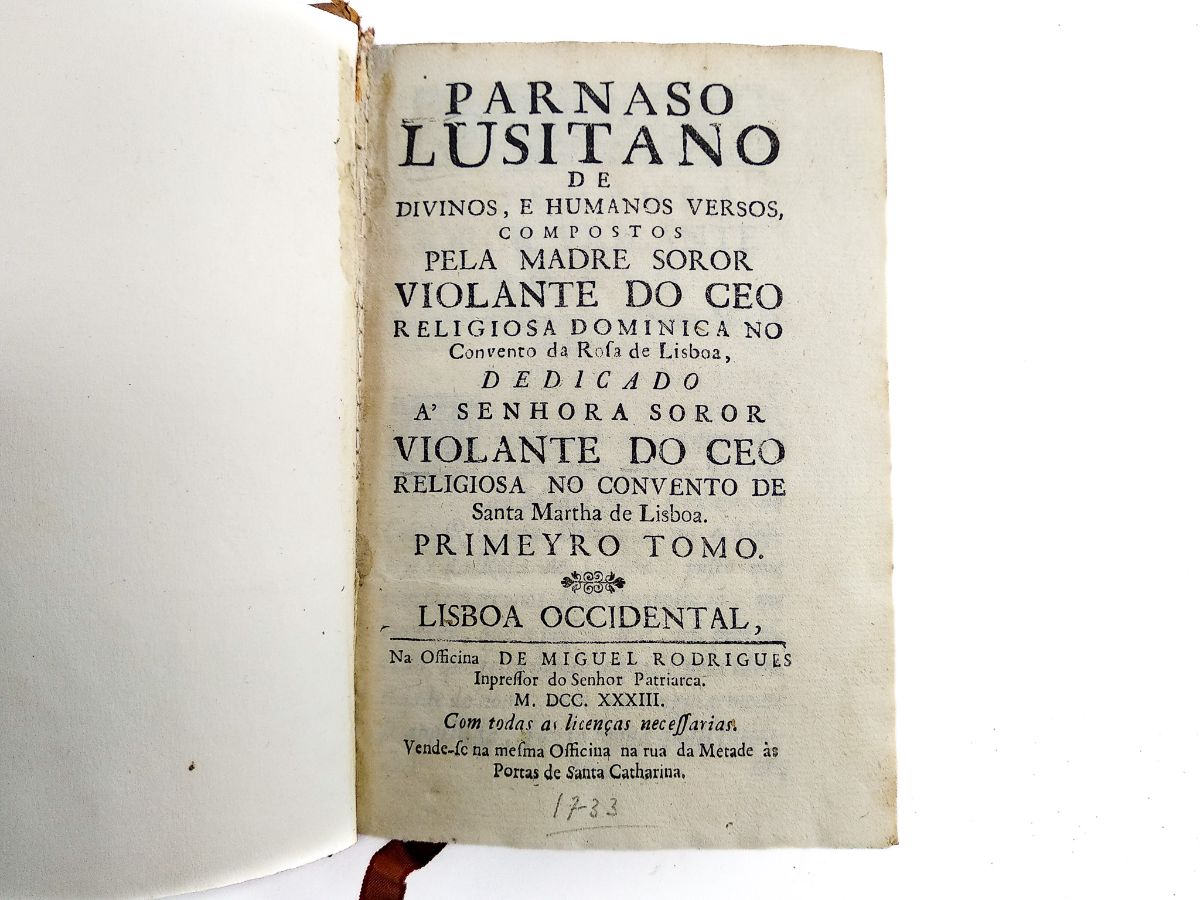 PARNASO
LUSITANO
DE
DIVINOS, E HUMANOS VERSOS,
COMPOSTOS
PELA MADRE SOROR
VIOLANTE DO CEO
RELIGIOSA DOMINICA NO
Convento da Roſa de Lisboa,
DEDICADO
A' SENHORA SOROR
VIOLANTE DO CEO
RELIGIOSA NO CONVENTO DE
Santa Martha de Lisboa.
PRIMEYRO TOMO.
LISBOA OCCIDENTAL,
Na Officina DE MIGUEL RODRIGUES
Inpreſſor do Senhor Patriarca.
M. DCC. XXXIII.
Com todas as licenças neceſſarias.
Vende-ſe na meſma Officina na rua da Metade às
Portas de Santa Catharina.
1733